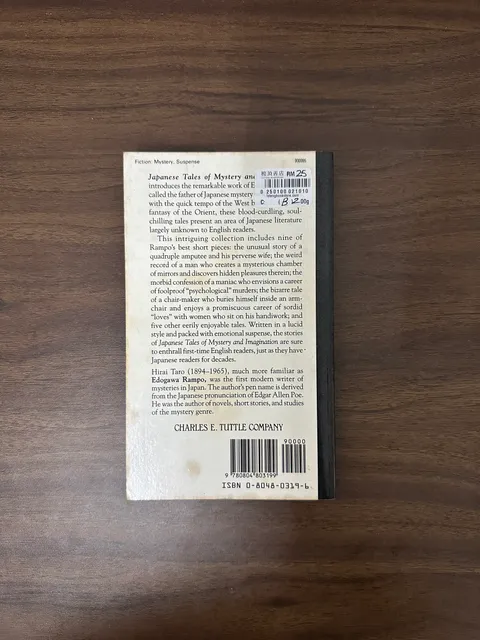 Fiction: Mystery, Suspense
Japanese Tales of Mystery and
RM 25
0 250100 021010
introduces the remarkable work of E
called the father of Japanese mystery
with the quick tempo of the West
fantasy of the Orient, these blood-curdling, soul-
chilling tales present an area of Japanese literature
largely unknown to English readers.
This intriguing collection includes nine of
Rampo's best short pieces: the unusual story of a
quadruple amputee and his perverse wife; the weird
record of a man who creates a mysterious chamber
of mirrors and discovers hidden pleasures therein; the
morbid confession of a maniac who envisions a career
of foolproof "psychological" murders; the bizarre tale
of a chair-maker who buries himself inside an arm-
chair and enjoys a promiscuous career of sordid
"loves" with women who sit on his handiwork; and
five other eerily enjoyable tales. Written in a lucid
style and packed with emotional suspense, the stories
of Japanese Tales of Mystery and Imagination are sure
to enthrall first-time English readers, just as they have
Japanese readers for decades.
Hirai Taro (1894–1965), much more familiar as
Edogawa Rampo, was the first modern writer of
mysteries in Japan. The author's pen name is derived
from the Japanese pronunciation of Edgar Allen Poe.
He was the author of novels, short stories, and studies
of the mystery genre.
CHARLES E. TUTTLE COMPANY
90000
9 780804 803199
ISBN 0-8048-0319-6